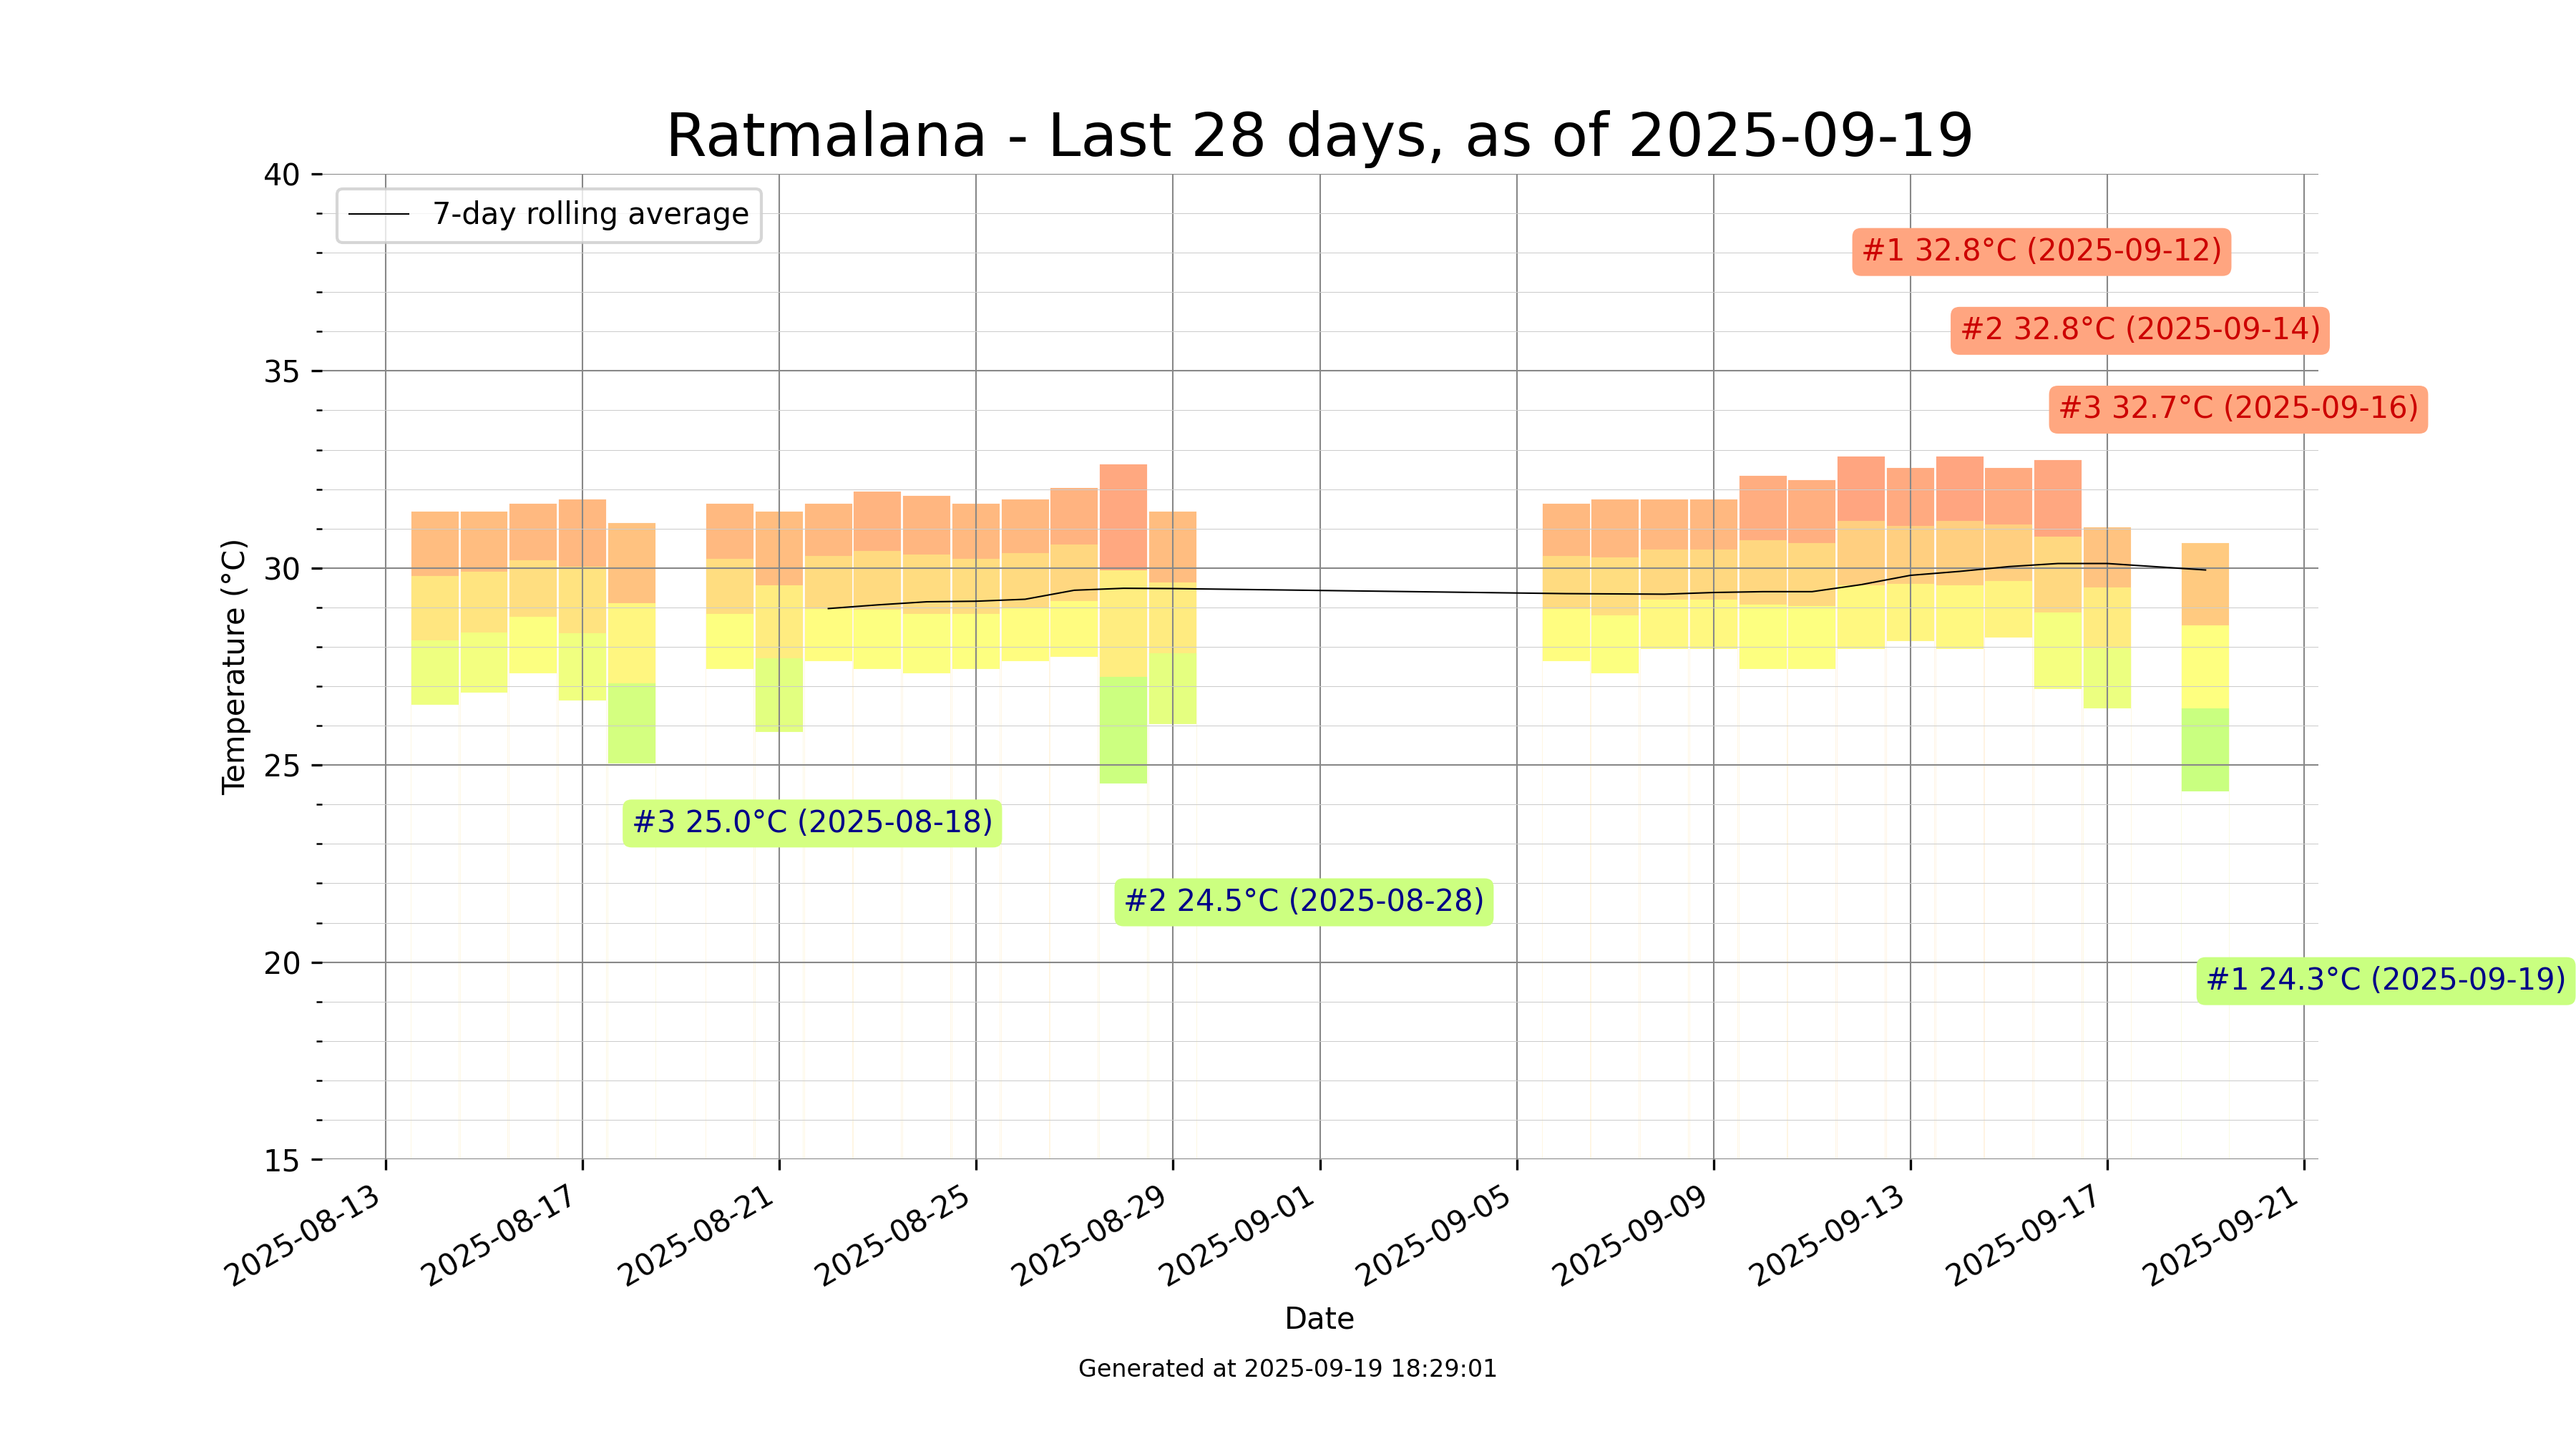 Ratmalana - Last 28 days, as of 2025-09-19
7-day rolling average
#1 32.8°C (2025-09-12)
#2 32.8°C (2025-09-14)
#3 32.7°C (2025-09-16)
#3 25.0°C (2025-08-18)
#2 24.5°C (2025-08-28)
#1 24.3°C (2025-09-19)
Temperature (°C)
40
35
30
25
20
15
2025-08-13
2025-08-17
2025-08-21
2025-08-25
2025-08-29
2025-09-01
2025-09-05
2025-09-09
2025-09-13
2025-09-17
2025-09-21
Date
Generated at 2025-09-19 18:29:01